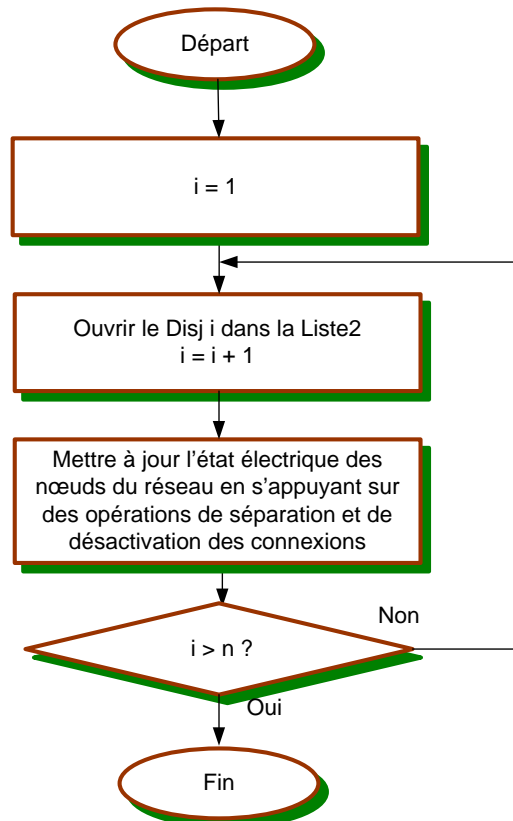 Départ
i = 1
Ouvrir le Disj i dans la Liste2
i = i + 1
Mettre à jour l'état électrique des
nœuds du réseau en s'appuyant sur
des opérations de séparation et de
désactivation des connexions
Non
i > n ?
Oui
Fin